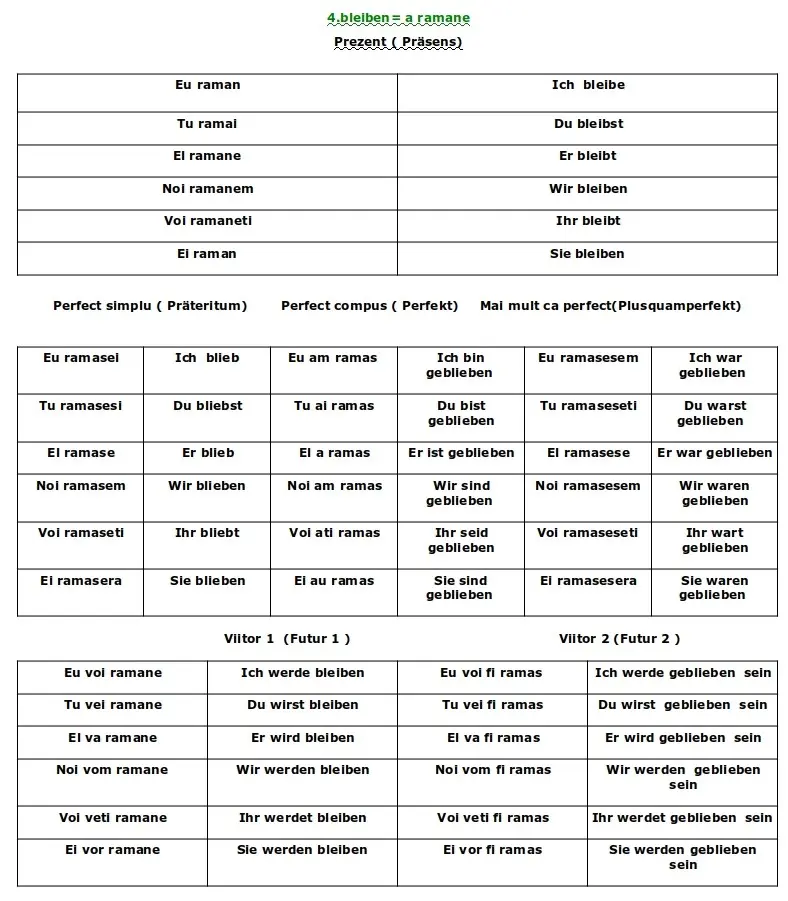 4.bleiben= a ramane
Prezent ( Präsens)
Eu raman Ich bleibe
Tu ramai Du bleibst
El ramane Er bleibt
Noi ramanem Wir bleiben
Voi ramaneti Ihr bleibt
Ei raman Sie bleiben
Perfect simplu ( Präteritum) Perfect compus ( Perfekt) Mai mult ca perfect(Plusquamperfekt)
Eu ramasei Ich blieb Eu am ramas Ich bin Eu ramasesem Ich war
geblieben geblieben
Tu ramasesi Du bliebst Tu ai ramas Du bist Tu ramaseseti Du warst
geblieben geblieben
El ramase Er blieb El a ramas Er ist geblieben El ramasese Er war geblieben
Noi ramasem Wir blieben Noi am ramas Wir sind Noi ramasesem Wir waren
geblieben geblieben
Voi ramaseti Ihr bliebt Voi ati ramas Ihr seid Voi ramaseseti Ihr wart
geblieben geblieben
Ei ramasera Sie blieben Ei au ramas Sie sind Ei ramasesera Sie waren
geblieben geblieben
Viitor 1 (Futur 1 ) Viitor 2 (Futur 2 )
Eu voi ramane Ich werde bleiben Eu voi fi ramas Ich werde geblieben sein
Tu vei ramane Du wirst bleiben Tu vei fi ramas Du wirst geblieben sein
El va ramane Er wird bleiben El va fi ramas Er wird geblieben sein
Noi vom ramane Wir werden bleiben Noi vom fi ramas Wir werden geblieben
sein
Voi veti ramane Ihr werdet bleiben Voi veti fi ramas Ihr werdet geblieben sein
Ei vor ramane Sie werden bleiben Ei vor fi ramas Sie werden geblieben
sein